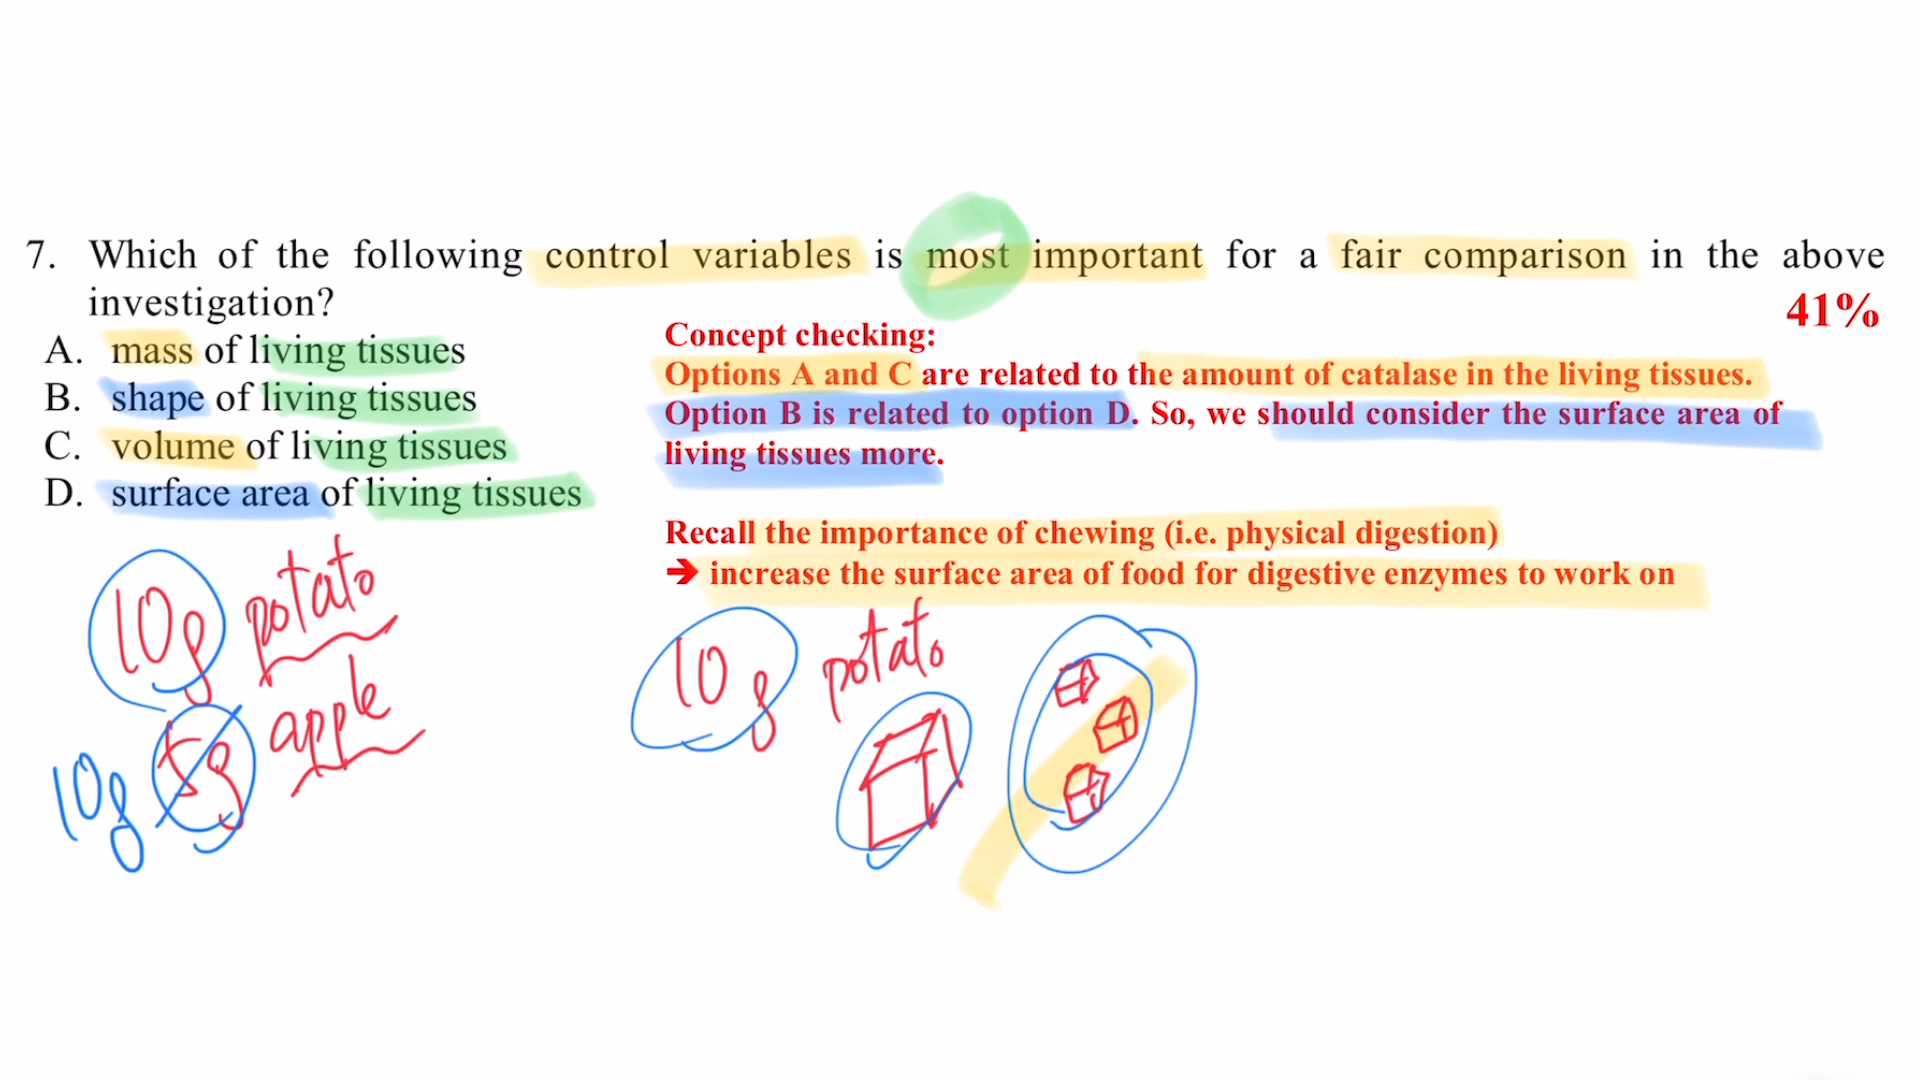 7. Which of the following control variables is most important for a fair comparison in the above
investigation?
41%
A. mass of living tissues
B. shape of living tissues
C. volume of living tissues
D. surface area of living tissues
Concept checking:
Options A and C are related to the amount of catalase in the living tissues.
Option B is related to option D. So, we should consider the surface area of
living tissues more.
Recall the importance of chewing (i.e. physical digestion)
➔ increase the surface area of food for digestive enzymes to work on
10g potato
10g 5g apple
10g potato